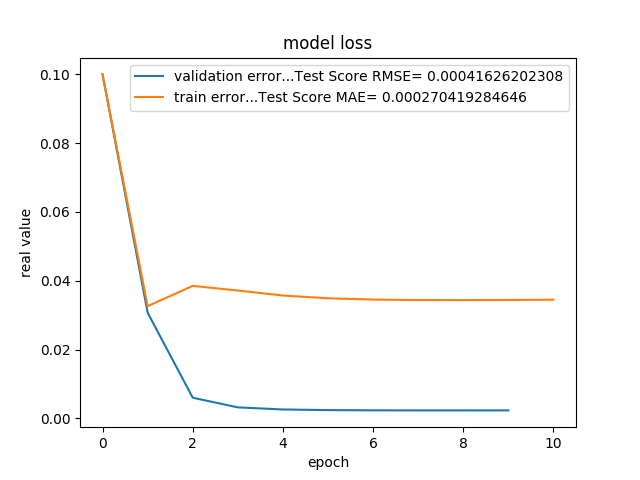 model loss
validation error...Test Score RMSE= 0.00041626202308
train error...Test Score MAE= 0.000270419284646
real value
0.10
0.08
0.06
0.04
0.02
0.00
0 2 4 6 8 10
epoch